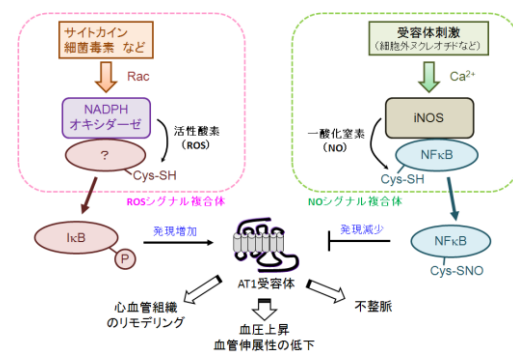 サイトカイン
細菌毒素 など
Rac
NADPH
オキシダーゼ
活性酸素
(ROS)
?
Cys-SH
ROSシグナル複合体
受容体刺激
(細胞外ヌクレオチドなど)
Ca²⁺
iNOS
一酸化窒素
(NO)
NFκB
Cys-SH
NOシグナル複合体
IκB
P
発現増加
AT1受容体
発現減少
NFκB
Cys-SNO
心血管組織
のリモデリング
血圧上昇
血管伸展性の低下
不整脈